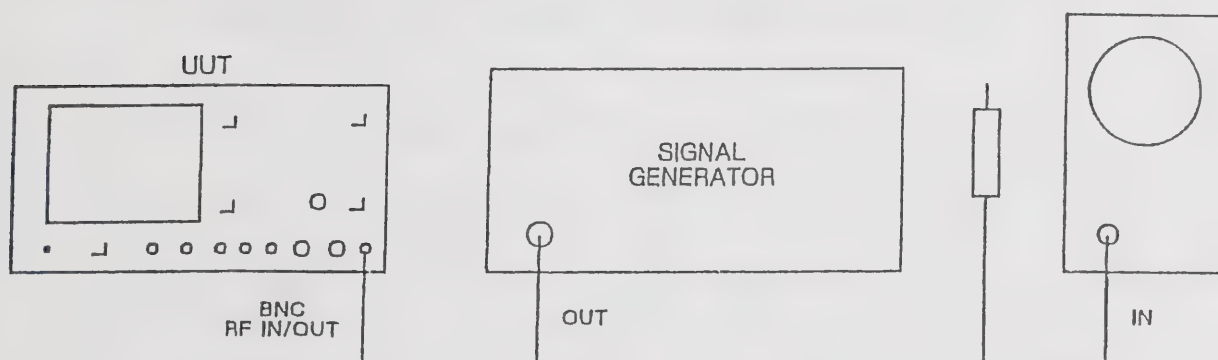 UUT
SIGNAL
GENERATOR
BNC
RF IN/OUT
OUT
IN